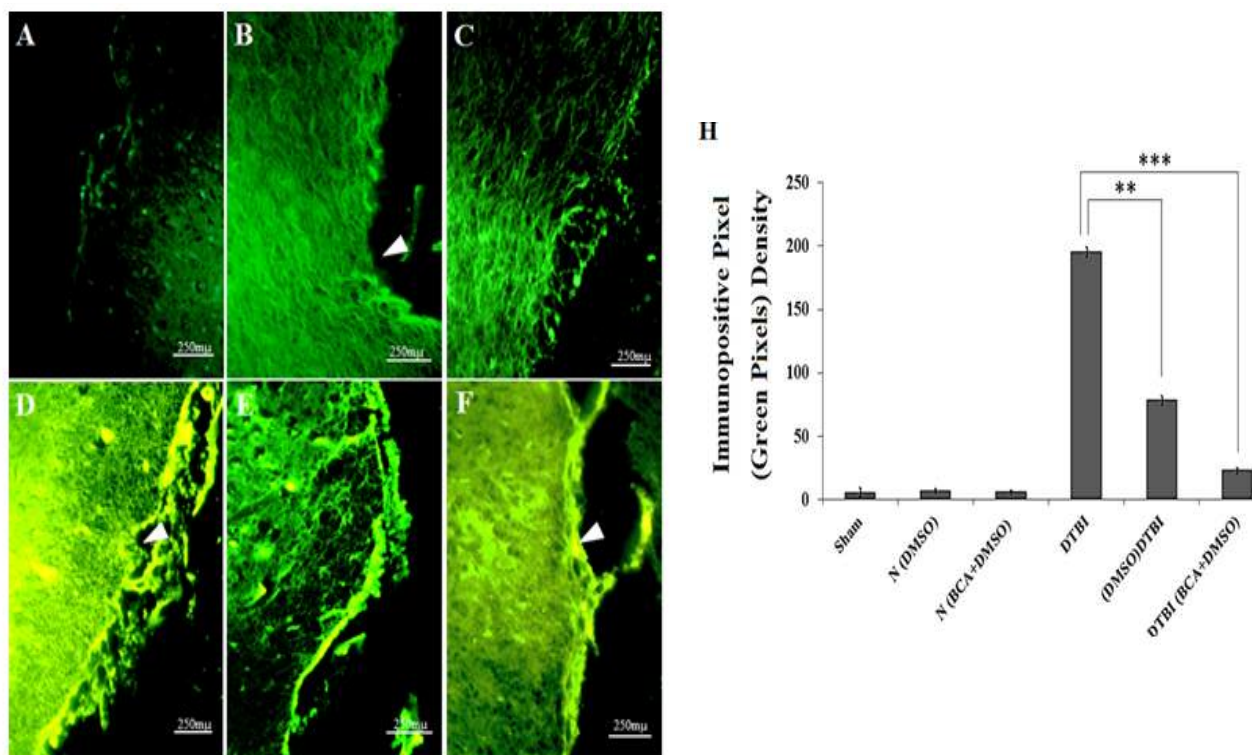 A
B
C
250mµ
250mµ
250mµ
D
E
F
250mµ
250mµ
250mµ
H
Immunopositive Pixel
(Green Pixels) Density
***
**
250
200
150
100
50
0
Sham
N (DMSO)
N (BCA+DMSO)
DTBI
(DMSO)DTBI
DTBI (BCA+DMSO)